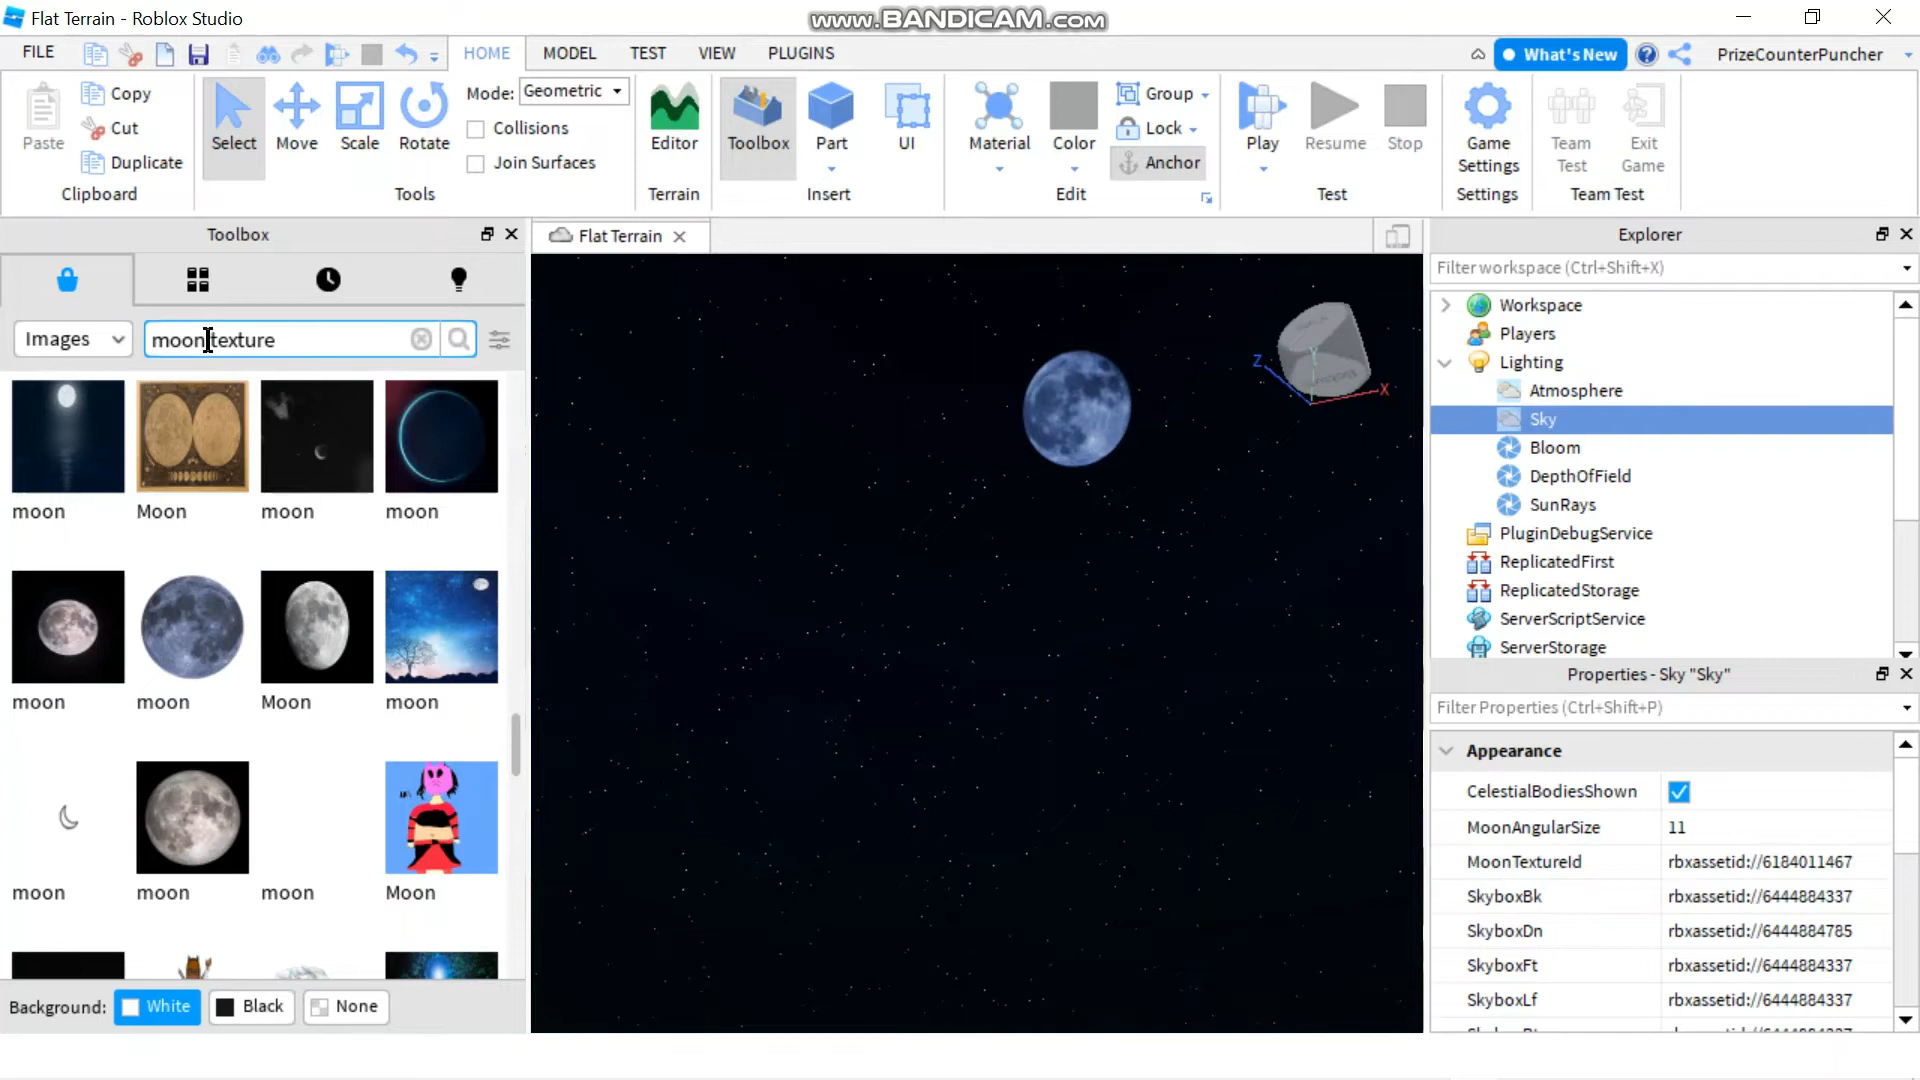 Flat Terrain - Roblox Studio
www.BANDICAM.com
FILE
HOME
MODEL
TEST
VIEW
PLUGINS
What's New
PrizeCounterPuncher
Paste
Copy
Cut
Duplicate
Clipboard
Select
Move
Scale
Rotate
Mode: Geometric
Collisions
Join Surfaces
Tools
Editor
Terrain
Toolbox
Part
UI
Insert
Material
Color
Group
Lock
Anchor
Edit
Play
Resume
Stop
Test
Game
Settings
Settings
Team
Test
Exit
Game
Team Test
Toolbox
Images
moon texture
moon
Moon
moon
moon
moon
moon
Moon
moon
moon
moon
moon
Moon
Background:
White
Black
None
Flat Terrain
Z
Y
X
Explorer
Filter workspace (Ctrl+Shift+X)
Workspace
Players
Lighting
Atmosphere
Sky
Bloom
DepthOfField
SunRays
PluginDebugService
ReplicatedFirst
ReplicatedStorage
ServerScriptService
ServerStorage
Properties - Sky "Sky"
Filter Properties (Ctrl+Shift+P)
Appearance
CelestialBodiesShown
MoonAngularSize 11
MoonTextureId rbxassetid://6184011467
SkyboxBk rbxassetid://6444884337
SkyboxDn rbxassetid://6444884785
SkyboxFt rbxassetid://6444884337
SkyboxLf rbxassetid://6444884337